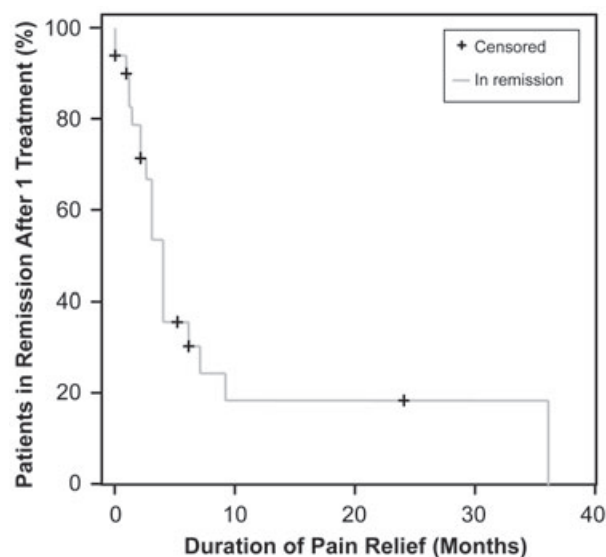 Patients in Remission After 1 Treatment (%)
100
80
60
40
20
0
+ Censored
In remission
0 10 20 30 40
Duration of Pain Relief (Months)